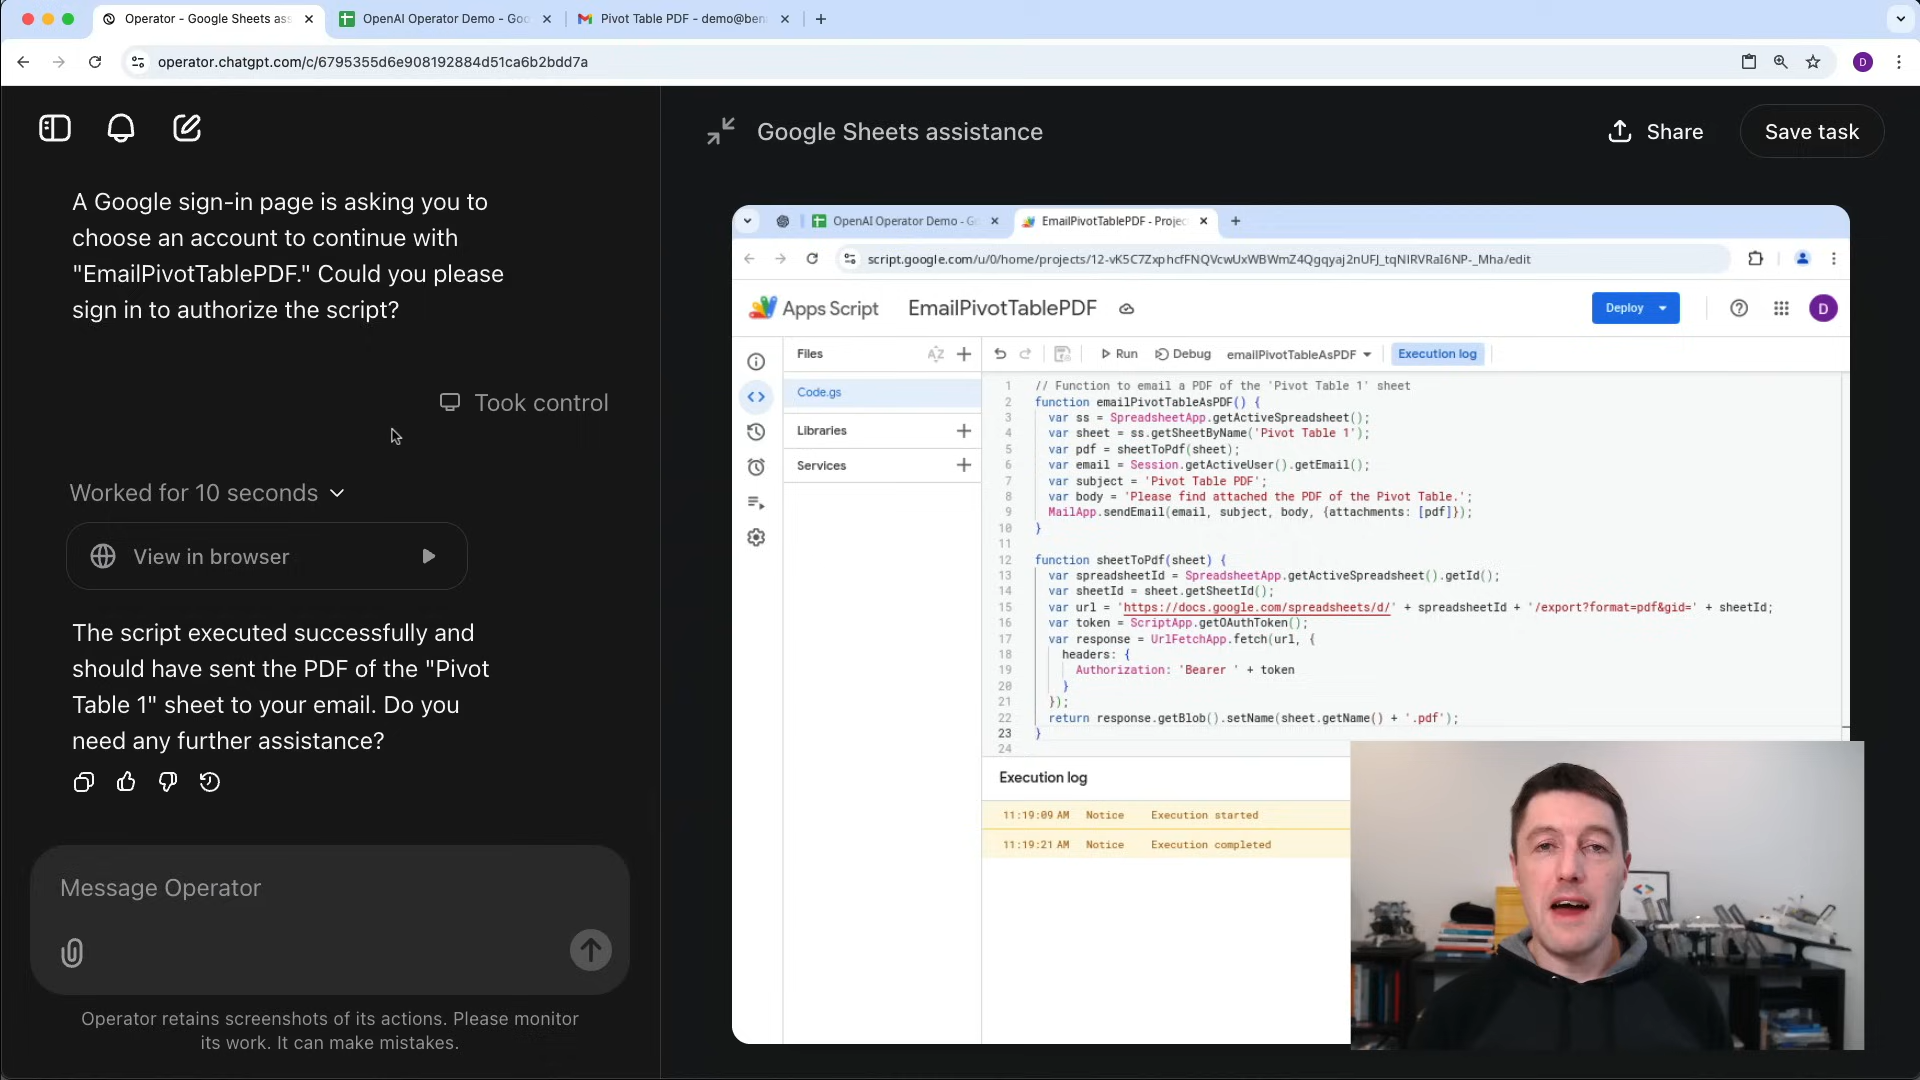 Operator - Google Sheets ass
OpenAI Operator Demo - Goo
Pivot Table PDF - demo@ben
operator.chatgpt.com/c/6795355d6e908192884d51ca6b2bdd7a
D
Google Sheets assistance
Share
Save task
A Google sign-in page is asking you to
choose an account to continue with
"EmailPivotTablePDF." Could you please
sign in to authorize the script?
Took control
Worked for 10 seconds
View in browser
The script executed successfully and
should have sent the PDF of the "Pivot
Table 1" sheet to your email. Do you
need any further assistance?
Message Operator
Operator retains screenshots of its actions. Please monitor
its work. It can make mistakes.
OpenAI Operator Demo - G
EmailPivotTablePDF - Projec
Apps Script
EmailPivotTablePDF
Deploy
D
Files
AZ
Run
Debug
emailPivotTableAsPDF
Execution log
Code.gs
Libraries
Services
1 // Function to email a PDF of the 'Pivot Table 1' sheet
2 function emailPivotTableAsPDF() {
3 var ss = SpreadsheetApp.getActiveSpreadsheet();
4 var sheet = ss.getSheetByName('Pivot Table 1');
5 var pdf = sheetToPdf(sheet);
6 var email = Session.getActiveUser().getEmail();
7 var subject = 'Pivot Table PDF';
8 var body = 'Please find attached the PDF of the Pivot Table.';
9 MailApp.sendEmail(email, subject, body, {attachments: [pdf]});
10 }
11
12 function sheetToPdf(sheet) {
13 var spreadsheetId = SpreadsheetApp.getActiveSpreadsheet().getId();
14 var sheetId = sheet.getSheetId();
15 var url = 'https://docs.google.com/spreadsheets/d/' + spreadsheetId + '/export?format=pdf&gid=' + sheetId;
16 var token = ScriptApp.getOAuthToken();
17 var response = UrlFetchApp.fetch(url, {
18 headers: {
19 Authorization: 'Bearer ' + token
20 }
21 });
22 return response.getBlob().setName(sheet.getName() + '.pdf');
23 }
24
Execution log
11:19:09 AM Notice Execution started
11:19:21 AM Notice Execution completed